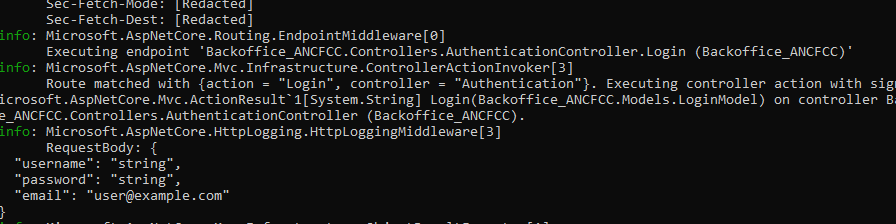 Sec-Fetch-Mode: [Redacted]
Sec-Fetch-Dest: [Redacted]
info: Microsoft.AspNetCore.Routing.EndpointMiddleware[0]
Executing endpoint 'Backoffice_ANCFCC.Controllers.AuthenticationController.Login (Backoffice_ANCFCC)'
info: Microsoft.AspNetCore.Mvc.Infrastructure.ControllerActionInvoker[3]
Route matched with {action = "Login", controller = "Authentication"}. Executing controller action with sig
icrosoft.AspNetCore.Mvc.ActionResult`1[System.String] Login(Backoffice_ANCFCC.Models.LoginModel) on controller Ba
e_ANCFCC.Controllers.AuthenticationController (Backoffice_ANCFCC).
info: Microsoft.AspNetCore.HttpLogging.HttpLoggingMiddleware[3]
RequestBody: {
"username": "string",
"password": "string",
"email": "user@example.com"
}